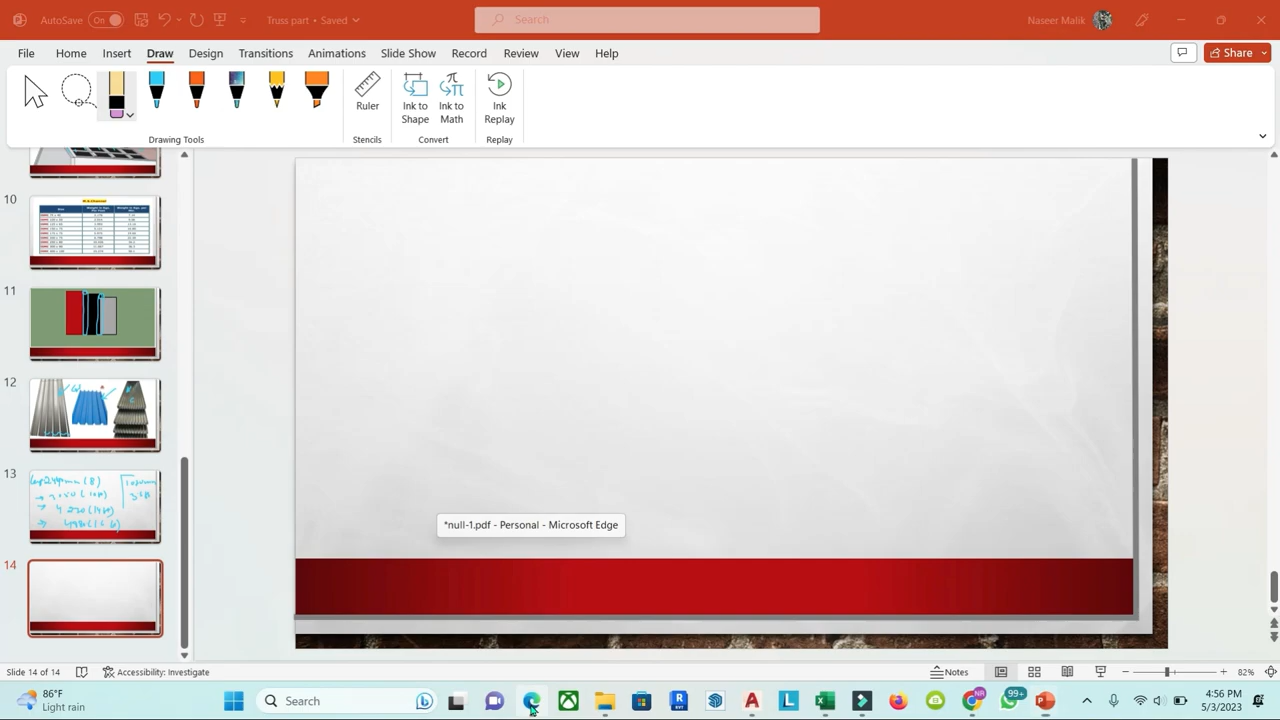 AutoSave On Truss part • Saved Search Naseer Malik
File Home Insert Draw Design Transitions Animations Slide Show Record Review View Help Share
Ruler
Ink to Shape
Ink to Math
Ink Replay
Drawing Tools Stencils Convert Replay
10
11
12
13
14
*null-1.pdf - Personal - Microsoft Edge
Slide 14 of 14 Accessibility: Investigate Notes 82%
86°F
Light rain
Search
99+
4:56 PM
5/3/2023